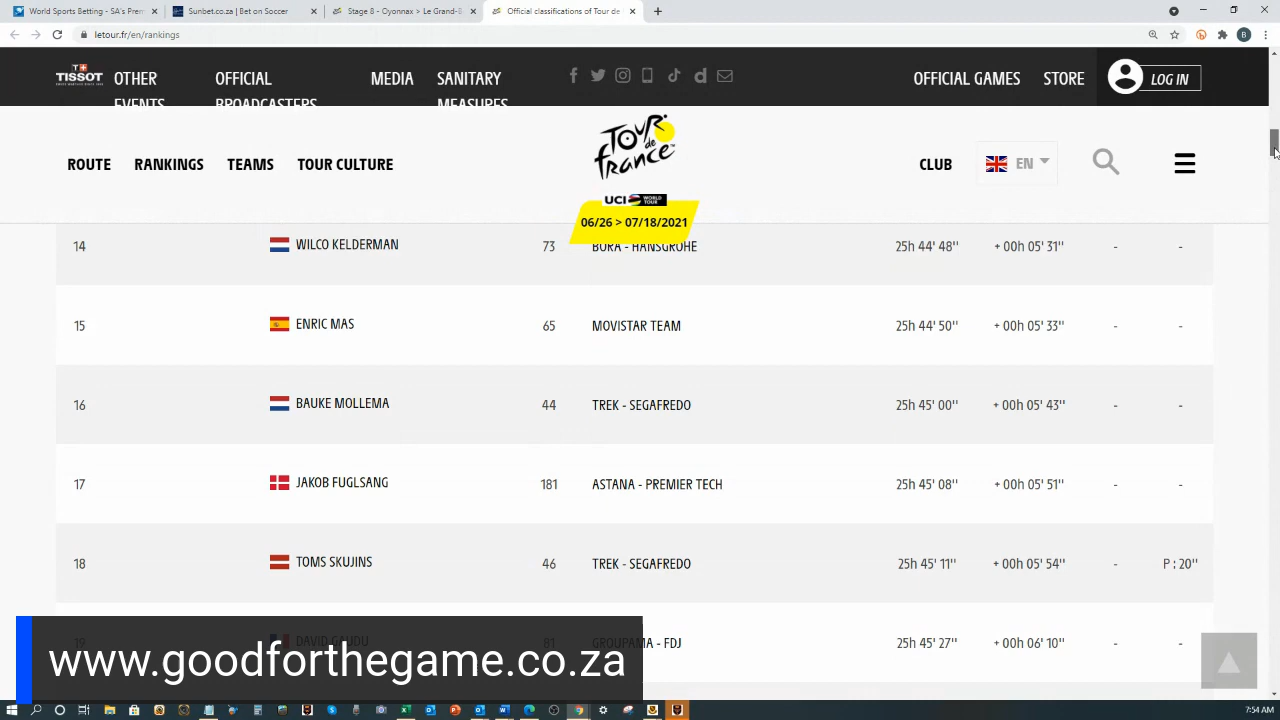 World Sports Betting - SA's Prem
Sunbet.co.za | Bet on Soccer
Stage 8 - Oyonnax > Le Grand-B
Official classifications of Tour de
letour.fr/en/rankings
B
TISSOT
OTHER EVENTS
OFFICIAL BROADCASTERS
MEDIA
SANITARY MEASURES
OFFICIAL GAMES
STORE
LOG IN
ROUTE
RANKINGS
TEAMS
TOUR CULTURE
TOUR de france
UCI WORLD TOUR
06/26 > 07/18/2021
CLUB
EN
14 WILCO KELDERMAN 73 BORA - HANSGROHE 25h 44' 48'' + 00h 05' 31'' - -
15 ENRIC MAS 65 MOVISTAR TEAM 25h 44' 50'' + 00h 05' 33'' - -
16 BAUKE MOLLEMA 44 TREK - SEGAFREDO 25h 45' 00'' + 00h 05' 43'' - -
17 JAKOB FUGLSANG 181 ASTANA - PREMIER TECH 25h 45' 08'' + 00h 05' 51'' - -
18 TOMS SKUJINS 46 TREK - SEGAFREDO 25h 45' 11'' + 00h 05' 54'' - P : 20''
19 DAVID GAUDU 81 GROUPAMA - FDJ 25h 45' 27'' + 00h 06' 10''
www.goodforthegame.co.za
7:54 AM